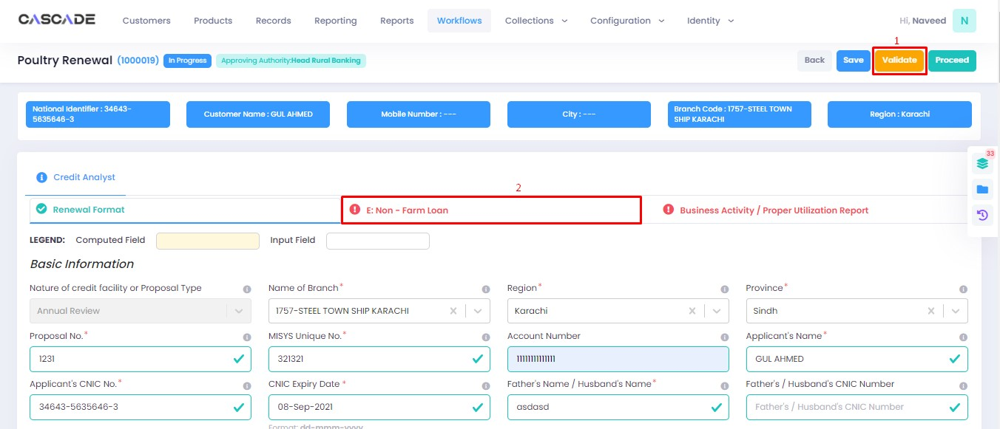 CASCADE Customers Products Records Reporting Reports Workflows Collections Configuration Identity Hi, Naveed N
1
Poultry Renewal (1000019) In Progress Approving Authority:Head Rural Banking Back Save Validate Proceed
National Identifier : 34643-5635646-3 Customer Name : GUL AHMED Mobile Number : --- City : --- Branch Code : 1757-STEEL TOWN SHIP KARACHI Region : Karachi
33
Credit Analyst
2
Renewal Format E: Non - Farm Loan Business Activity / Proper Utilization Report
LEGEND: Computed Field Input Field
Basic Information
Nature of credit facility or Proposal Type Name of Branch* Region* Province*
Annual Review 1757-STEEL TOWN SHIP KARACHI Karachi Sindh
Proposal No.* MISYS Unique No.* Account Number Applicant's Name*
1231 321321 11111111111111 GUL AHMED
Applicant's CNIC No.* CNIC Expiry Date * Father's Name / Husband's Name* Father's / Husband's CNIC Number
34643-5635646-3 08-Sep-2021 asdasd Father's / Husband's CNIC Number
Format: dd-mmm-yyyy